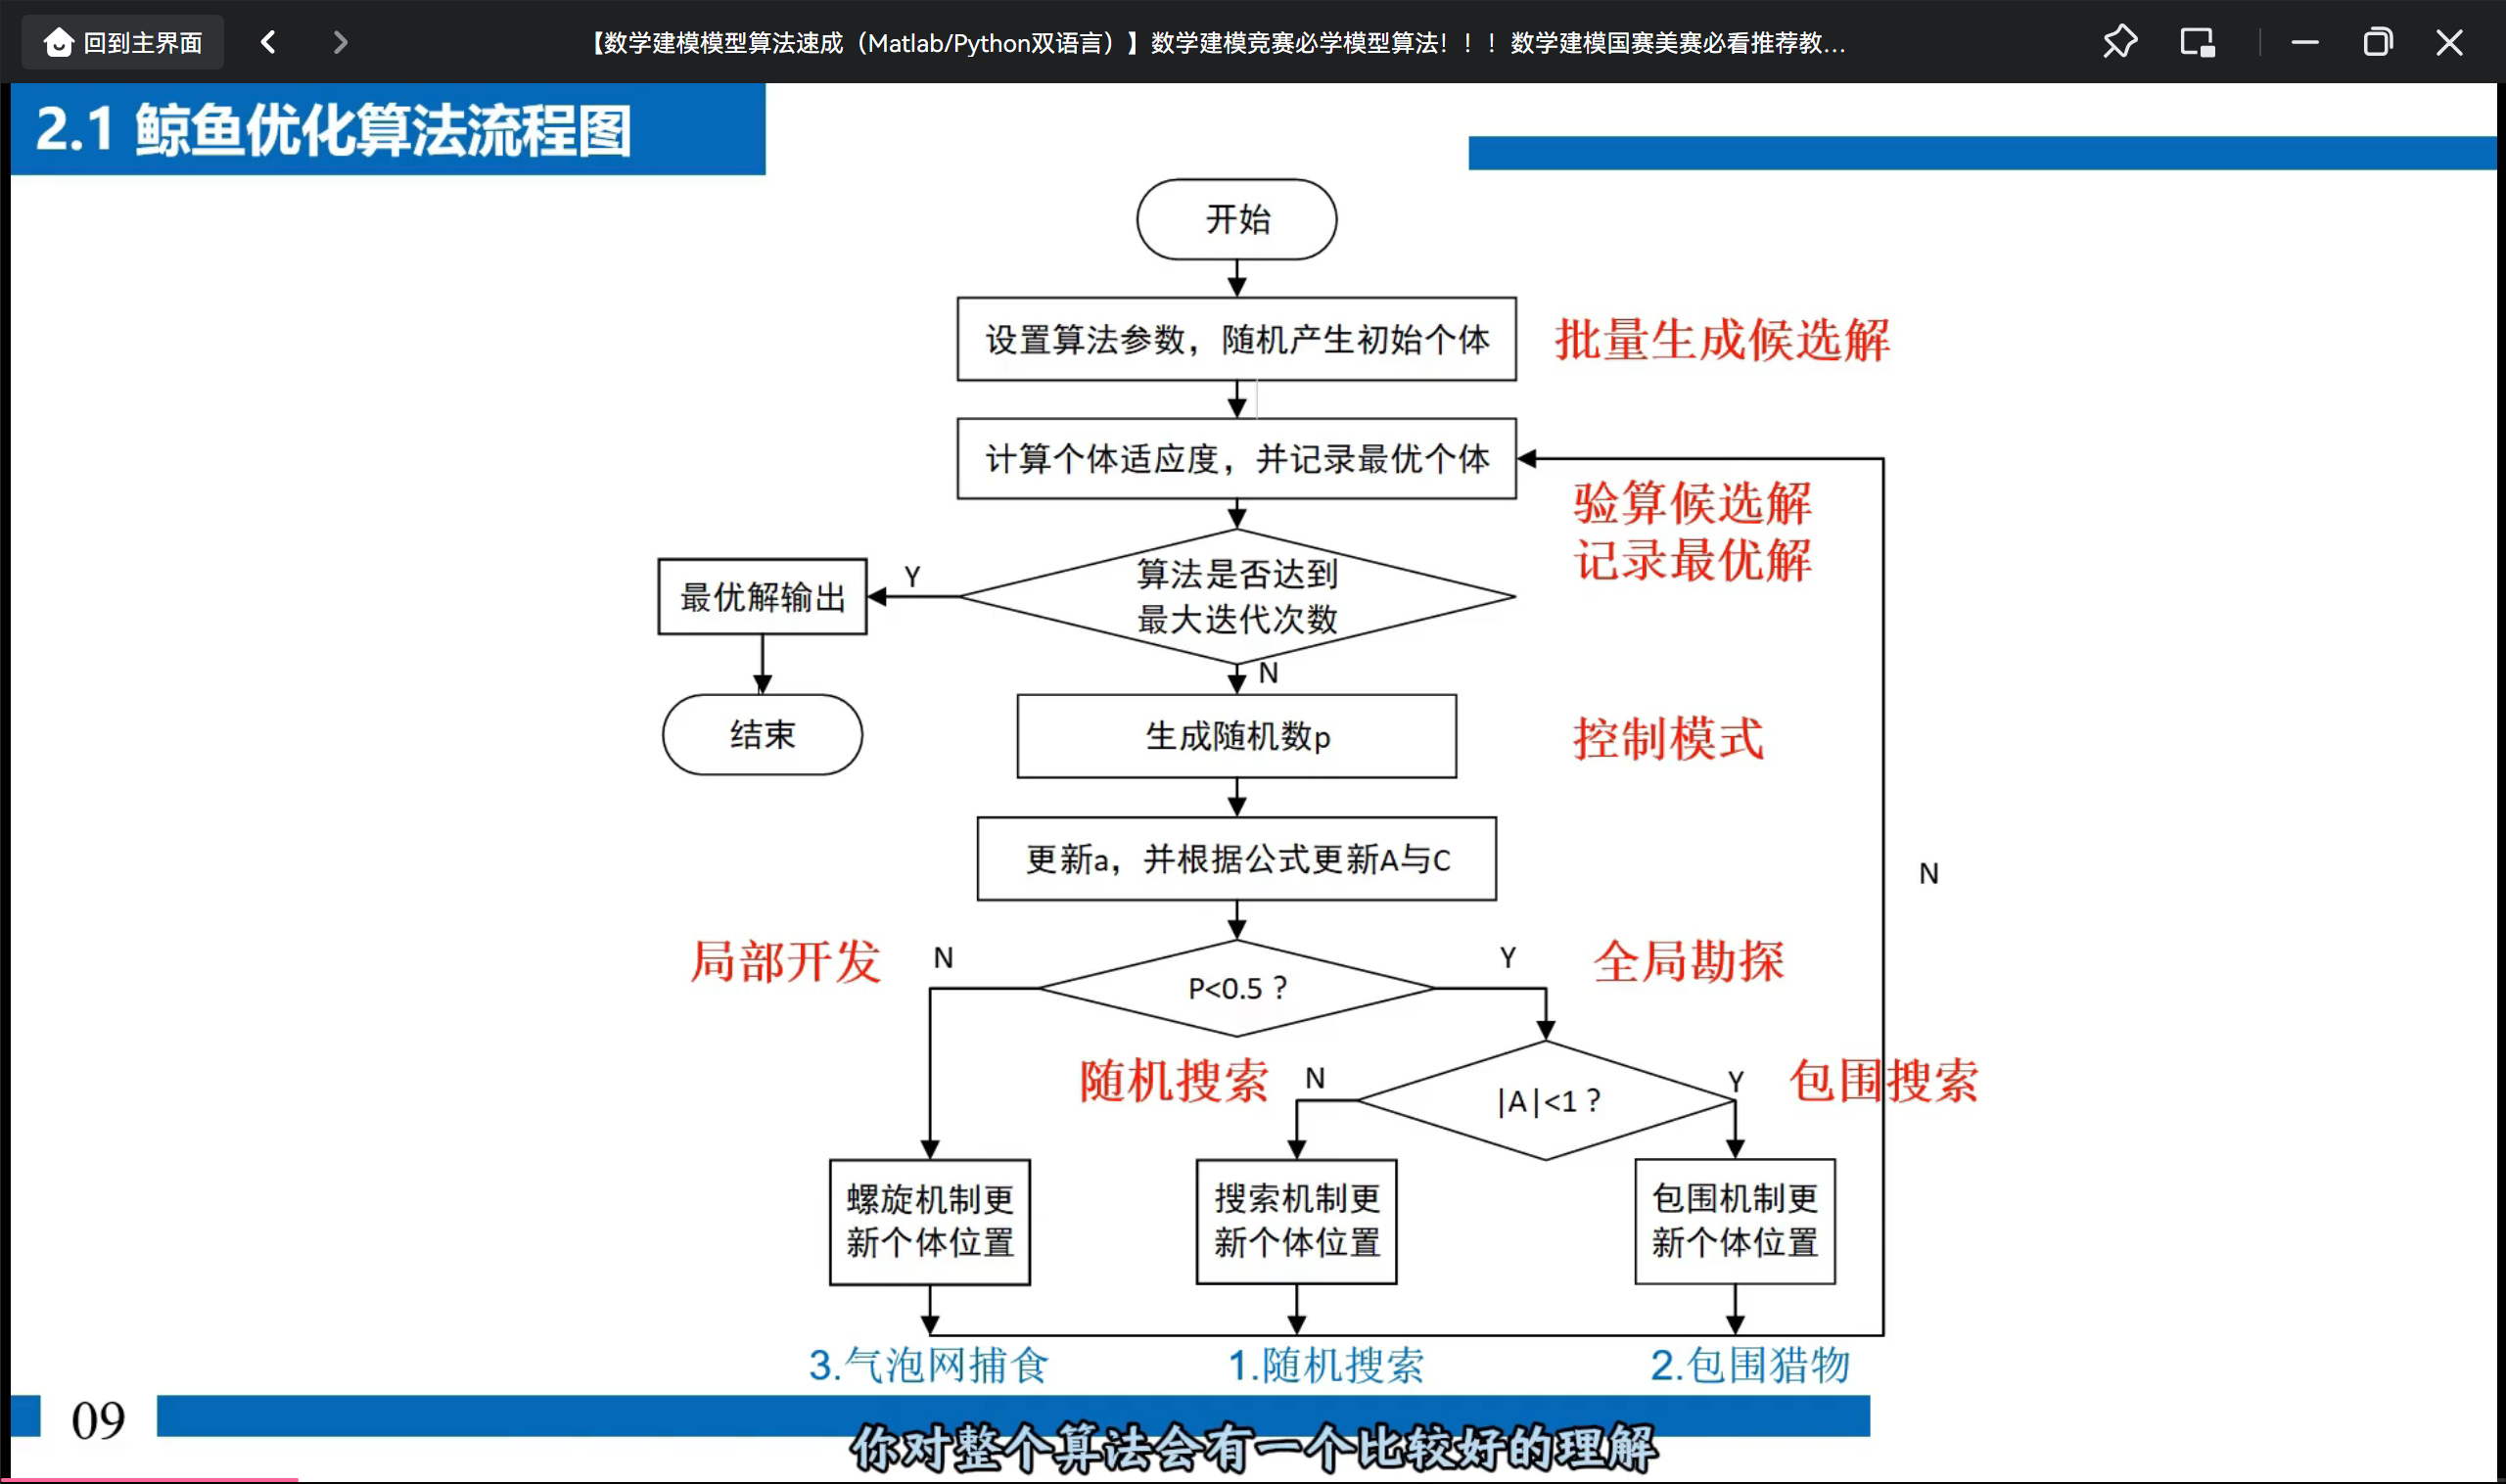 回到主界面
【数学建模模型算法速成（Matlab/Python双语言）】数学建模竞赛必学模型算法！！！数学建模国赛美赛必看推荐教...
2.1 鲸鱼优化算法流程图
开始
设置算法参数，随机产生初始个体
批量生成候选解
计算个体适应度，并记录最优个体
验算候选解
记录最优解
算法是否达到
最大迭代次数
Y
最优解输出
结束
N
生成随机数p
控制模式
更新a，并根据公式更新A与C
N
局部开发
N
P<0.5？
Y
全局勘探
随机搜索
N
|A|<1？
Y
包围搜索
螺旋机制更
新个体位置
搜索机制更
新个体位置
包围机制更
新个体位置
3.气泡网捕食
1.随机搜索
2.包围猎物
09
你对整个算法会有一个比较好的理解